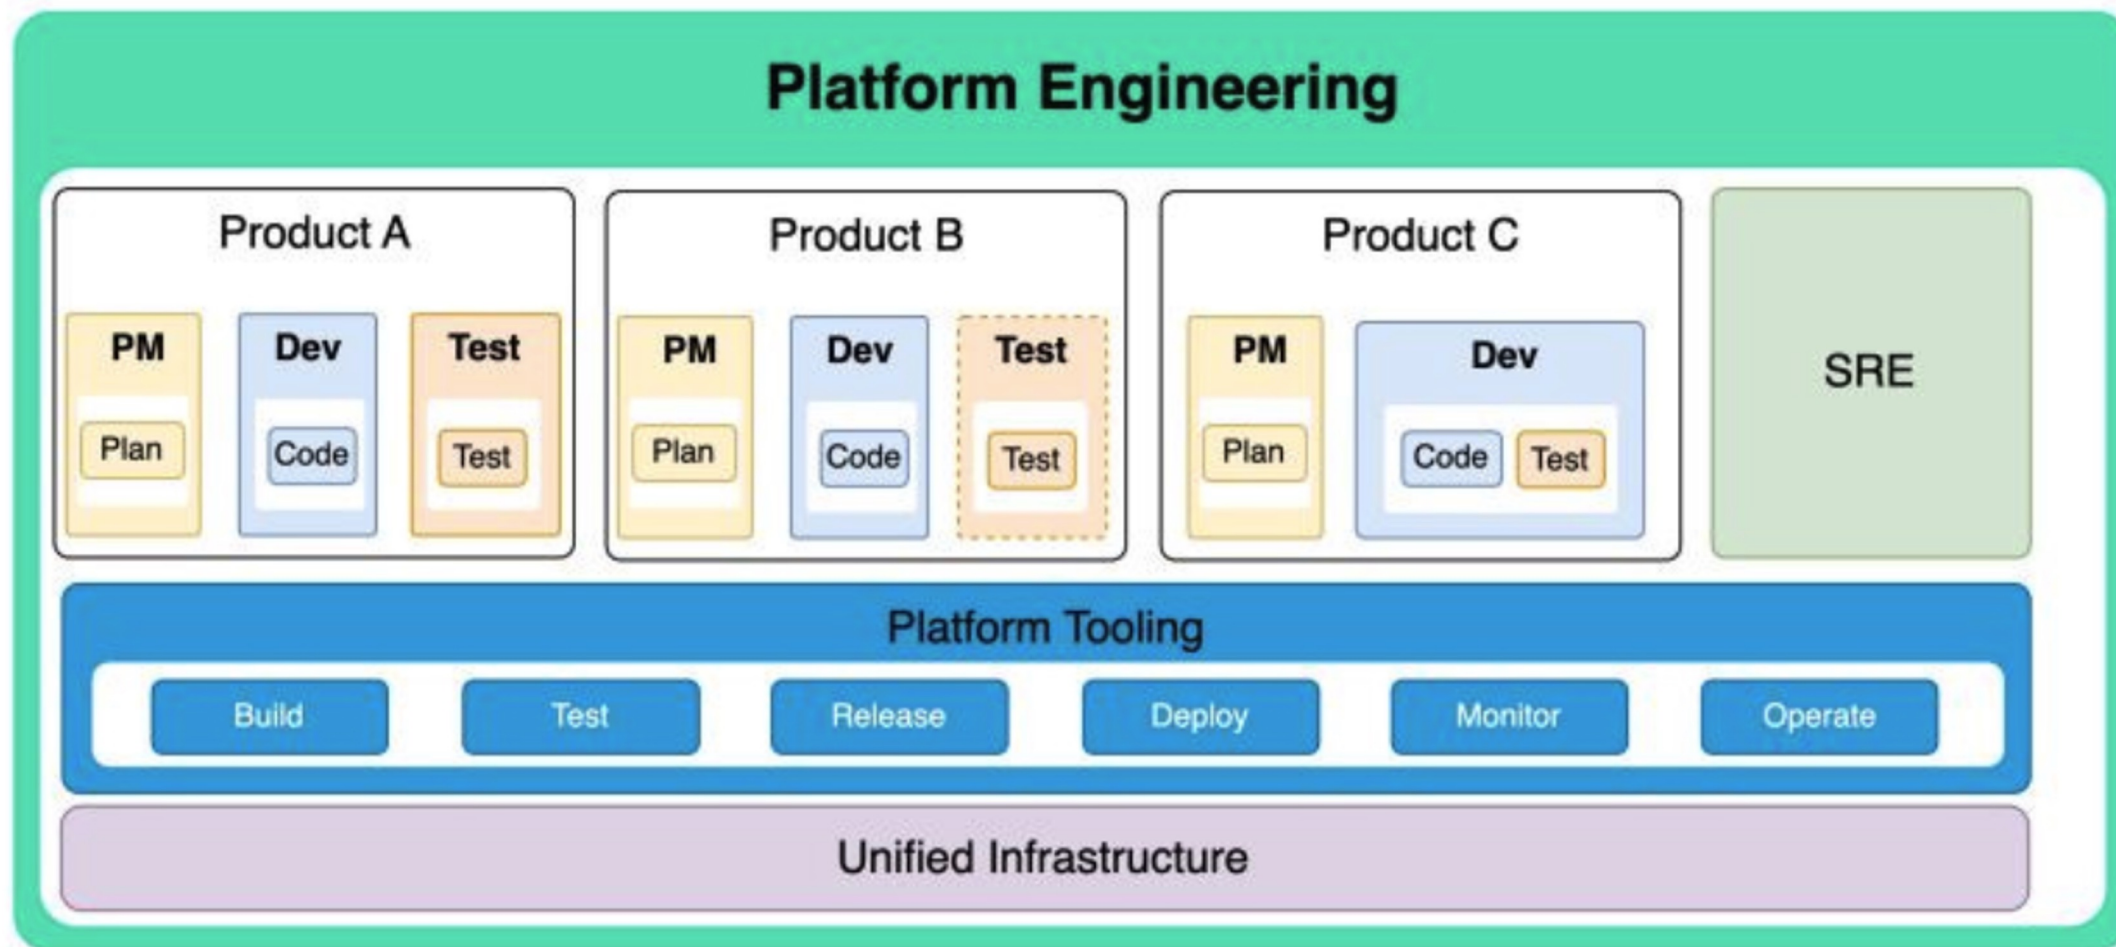 Platform Engineering
Product A
PM
Dev
Test
Plan
Code
Test
Product B
PM
Dev
Test
Plan
Code
Test
Product C
PM
Dev
Plan
Code
Test
SRE
Platform Tooling
Build
Test
Release
Deploy
Monitor
Operate
Unified Infrastructure